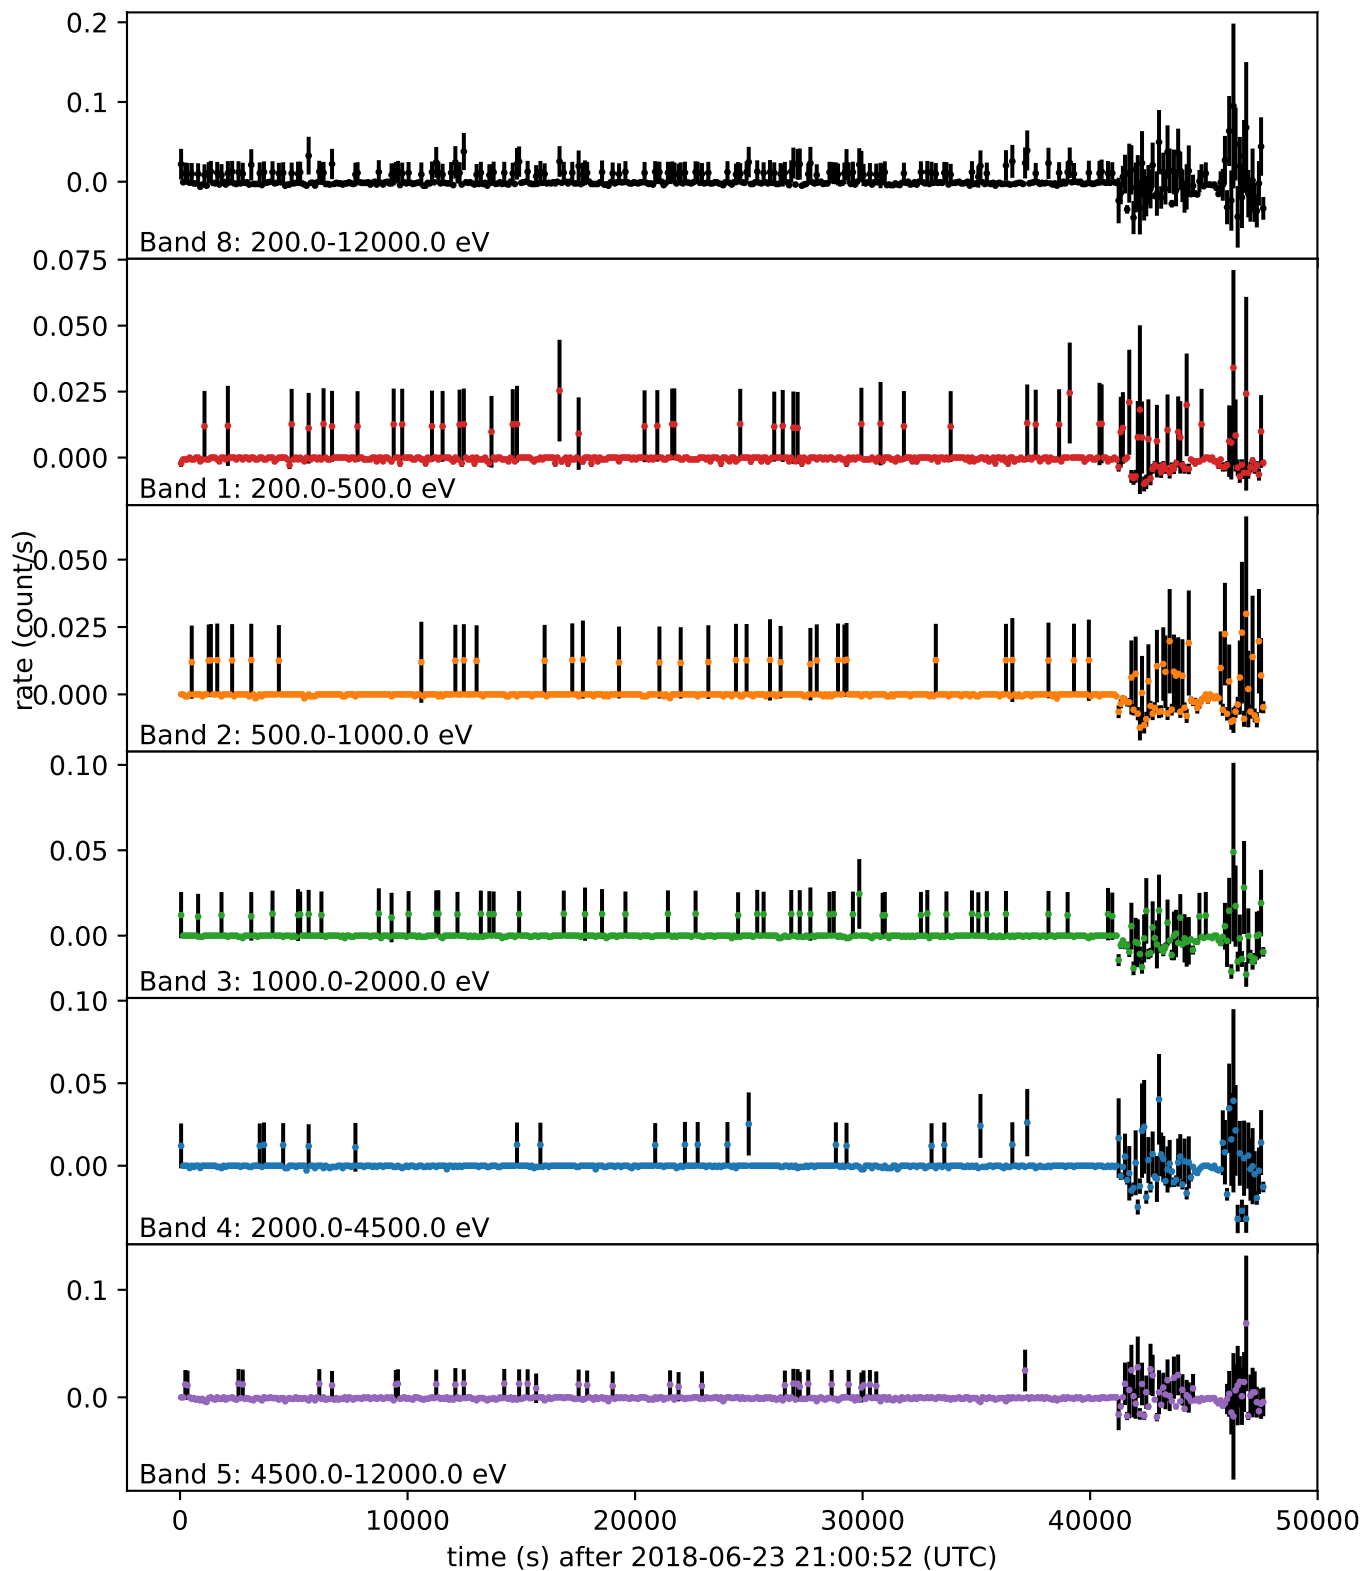 0.2
0.1
0.0
Band 8: 200.0-12000.0 eV
0.075
0.050
0.025
0.000
Band 1: 200.0-500.0 eV
rate (count/s)
0.050
0.025
0.000
Band 2: 500.0-1000.0 eV
0.10
0.05
0.00
Band 3: 1000.0-2000.0 eV
0.10
0.05
0.00
Band 4: 2000.0-4500.0 eV
0.1
0.0
Band 5: 4500.0-12000.0 eV
0 10000 20000 30000 40000 50000
time (s) after 2018-06-23 21:00:52 (UTC)